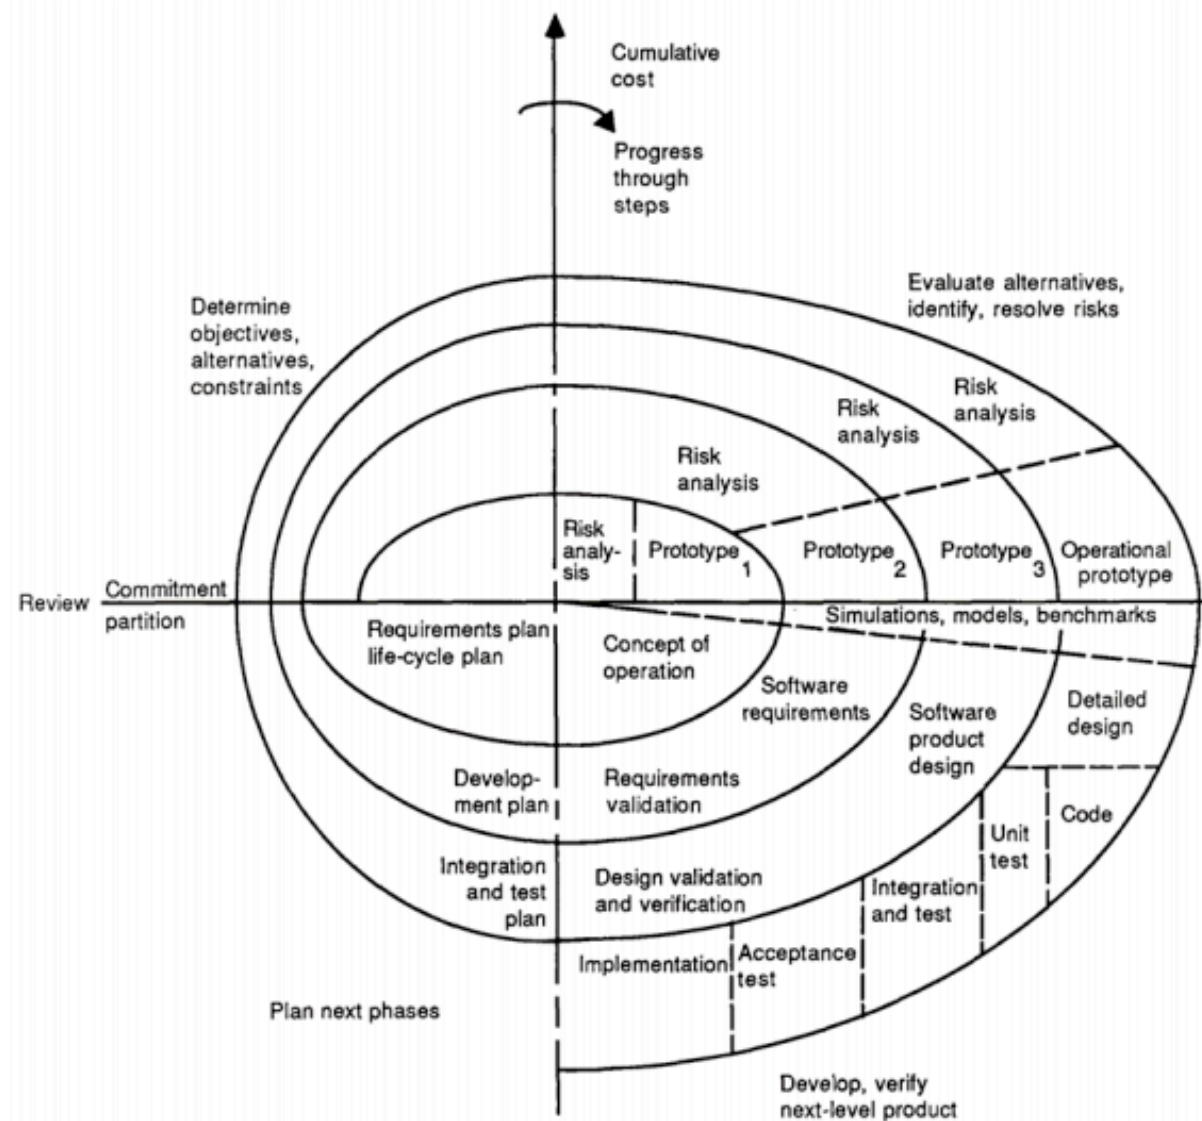 Cumulative
cost
Progress
through
steps
Evaluate alternatives,
identify, resolve risks
Determine
objectives,
alternatives,
constraints
Risk
analysis
Risk
analysis
Risk
analysis
Risk
analy-
sis
Prototype
1
Prototype
2
Prototype
3
Operational
prototype
Review
Commitment
partition
Simulations, models, benchmarks
Requirements plan
life-cycle plan
Concept of
operation
Software
requirements
Software
product
design
Detailed
design
Develop-
ment plan
Requirements
validation
Code
Unit
test
Integration
and test
plan
Design validation
and verification
Integration
and test
Acceptance
test
Implementation
Plan next phases
Develop, verify
next-level product